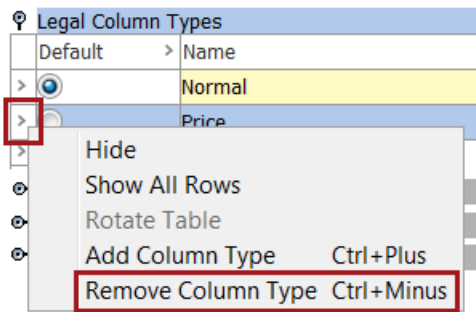 Legal Column Types
Default > Name
> Normal
> Price
>
Hide
Show All Rows
Rotate Table
Add Column Type Ctrl+Plus
Remove Column Type Ctrl+Minus